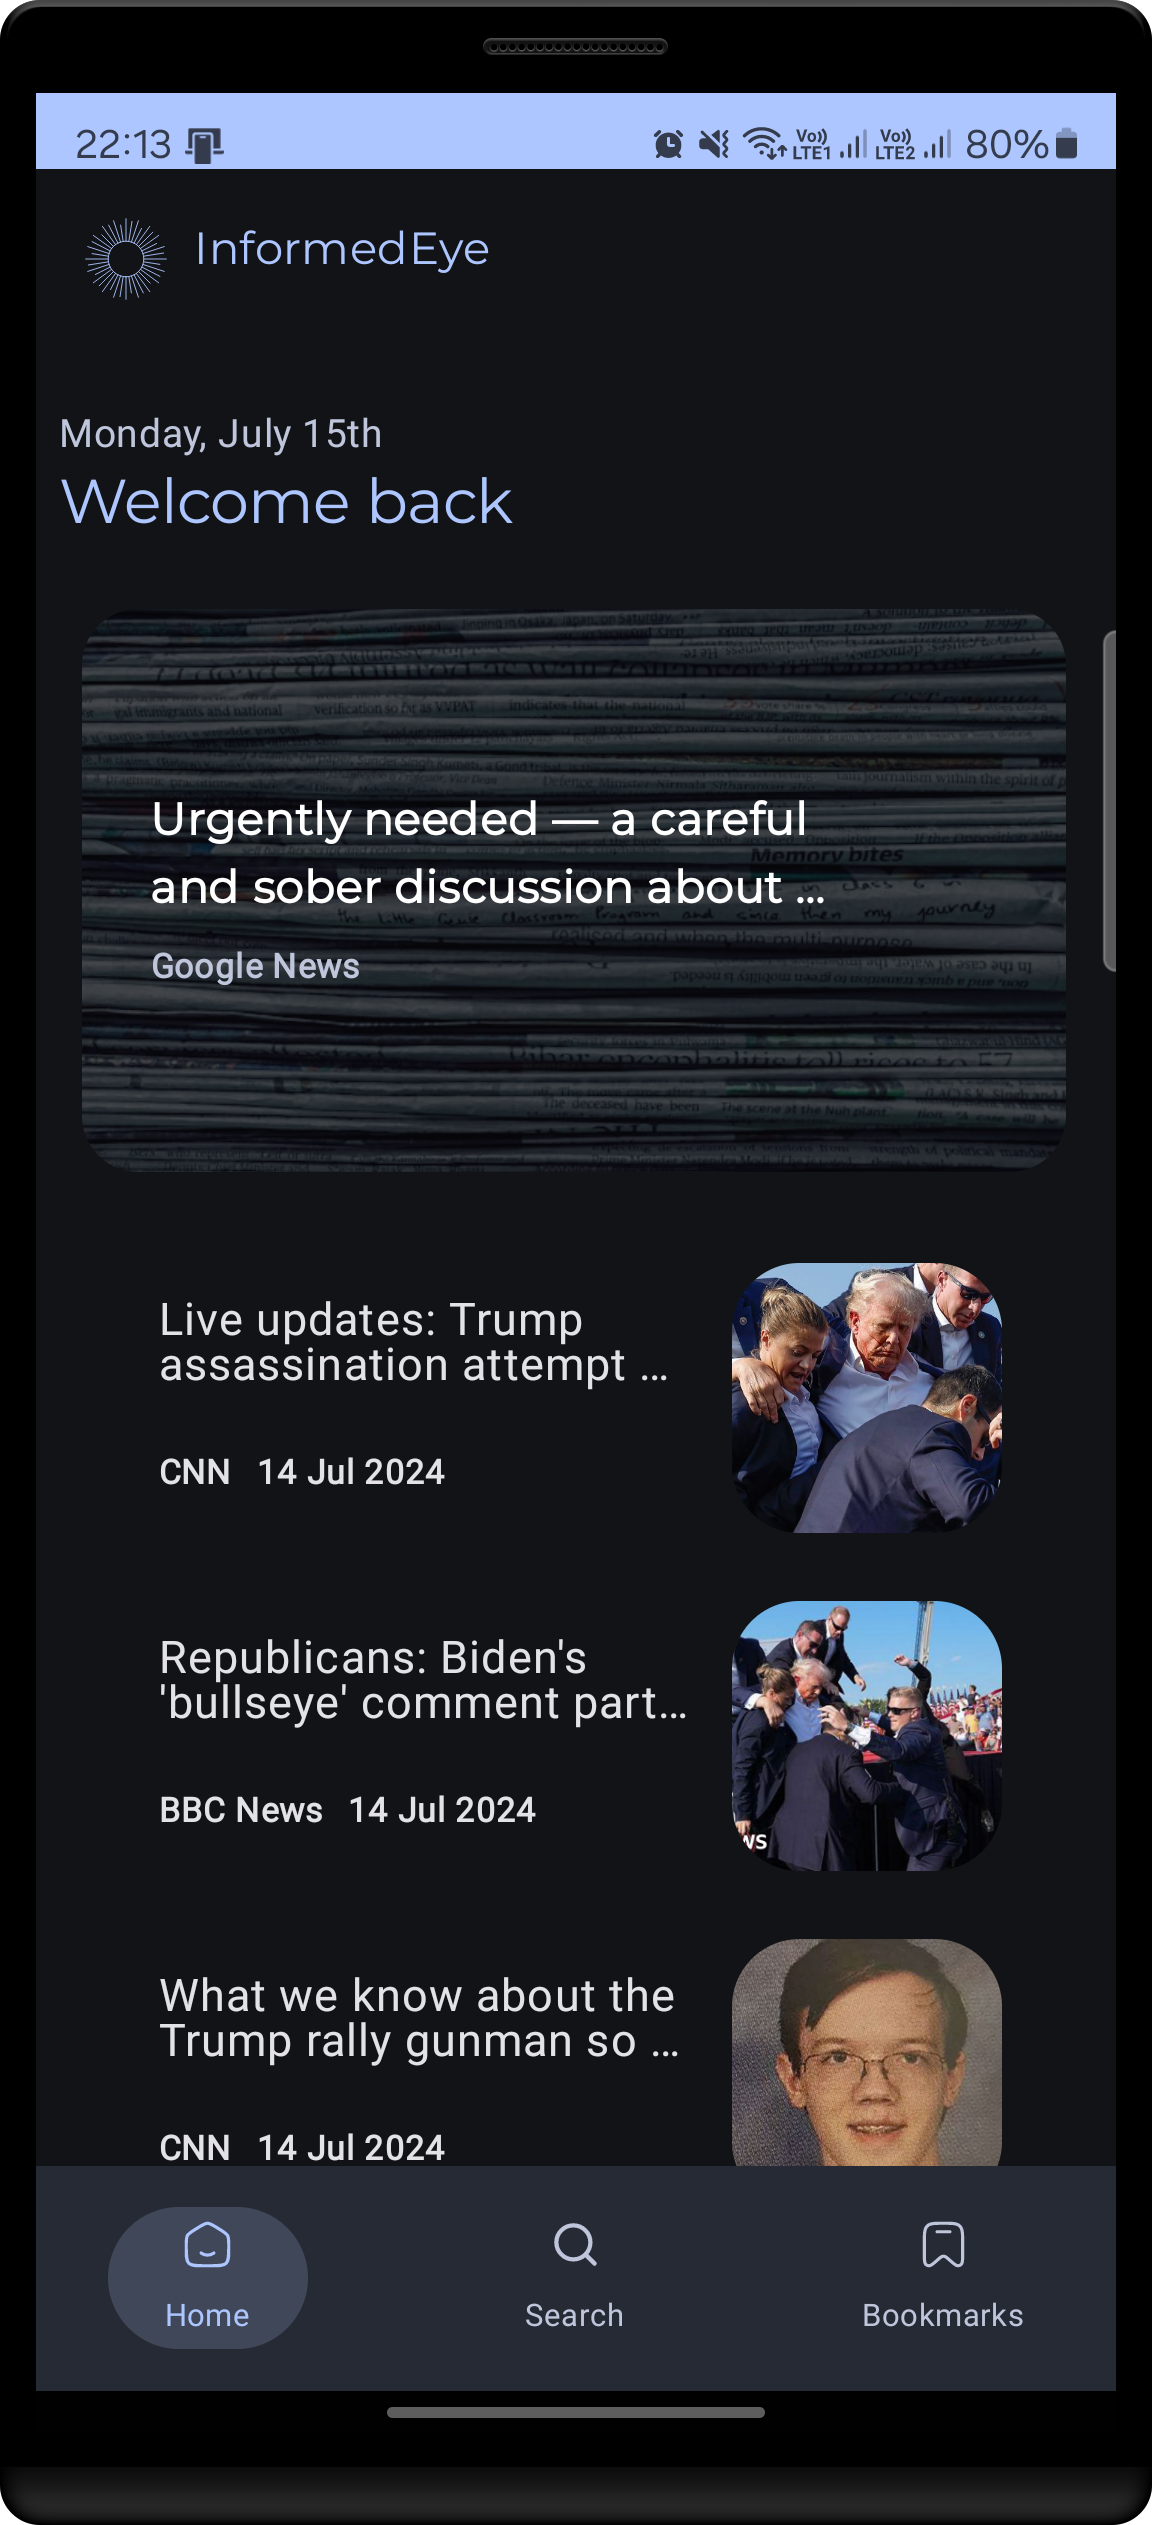 22:13 Vo)) LTE1 Vo)) LTE2 80%
InformedEye
Monday, July 15th
Welcome back
Urgently needed — a careful
and sober discussion about ...
Memory bites
Google News
Live updates: Trump
assassination attempt ...
CNN 14 Jul 2024
Republicans: Biden's
'bullseye' comment part...
BBC News 14 Jul 2024
WS
What we know about the
Trump rally gunman so ...
CNN 14 Jul 2024
Home Search Bookmarks